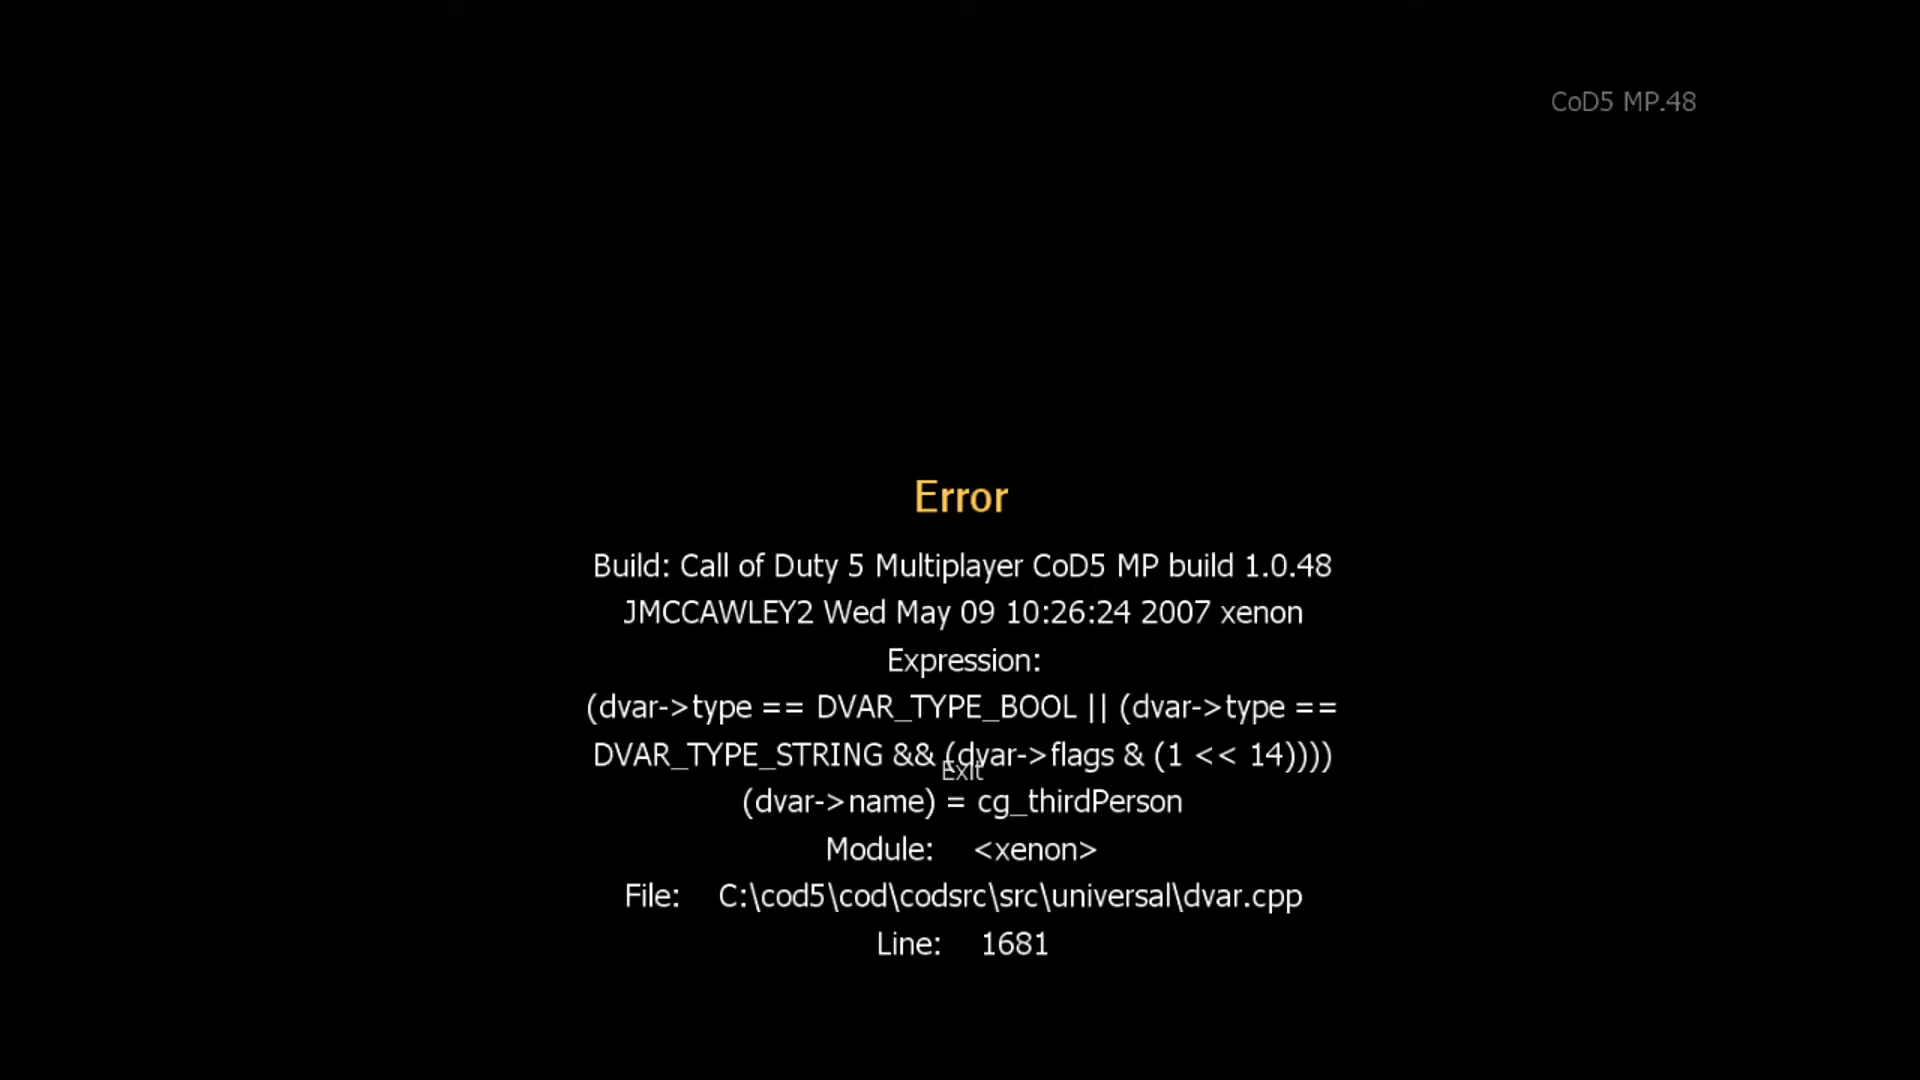 CoD5 MP.48
Error
Build: Call of Duty 5 Multiplayer CoD5 MP build 1.0.48
JMCCAWLEY2 Wed May 09 10:26:24 2007 xenon
Expression:
(dvar->type == DVAR_TYPE_BOOL || (dvar->type ==
DVAR_TYPE_STRING && (dvar->flags & (1 << 14))))
Exit
(dvar->name) = cg_thirdPerson
Module: <xenon>
File: C:\cod5\cod\codsrc\src\universal\dvar.cpp
Line: 1681